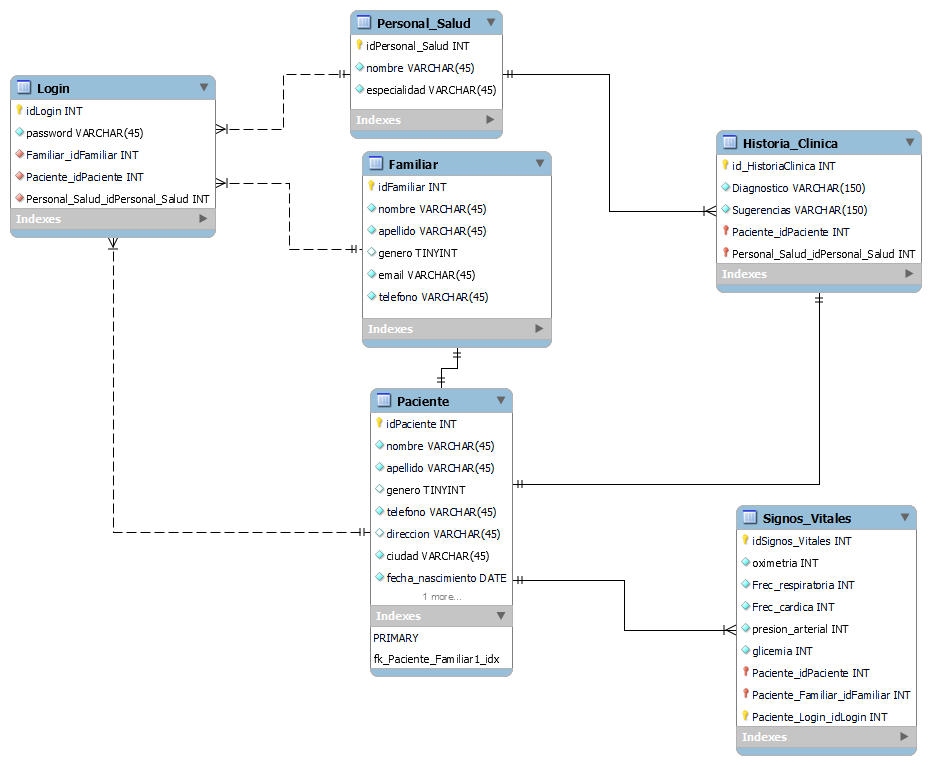 Personal_Salud
idPersonal_Salud INT
nombre VARCHAR(45)
especialidad VARCHAR(45)
Indexes
Login
idLogin INT
password VARCHAR(45)
Familiar_idFamiliar INT
Paciente_idPaciente INT
Personal_Salud_idPersonal_Salud INT
Indexes
Familiar
idFamiliar INT
nombre VARCHAR(45)
apellido VARCHAR(45)
genero TINYINT
email VARCHAR(45)
telefono VARCHAR(45)
Indexes
Historia_Clinica
id_HistoriaClinica INT
Diagnostico VARCHAR(150)
Sugerencias VARCHAR(150)
Paciente_idPaciente INT
Personal_Salud_idPersonal_Salud INT
Indexes
Paciente
idPaciente INT
nombre VARCHAR(45)
apellido VARCHAR(45)
genero TINYINT
telefono VARCHAR(45)
direccion VARCHAR(45)
ciudad VARCHAR(45)
fecha_nascimiento DATE
1 more...
Indexes
PRIMARY
fk_Paciente_Familiar1_idx
Signos_Vitales
idSignos_Vitales INT
oximetria INT
Frec_respiratoria INT
Frec_cardica INT
presion_arterial INT
glicemia INT
Paciente_idPaciente INT
Paciente_Familiar_idFamiliar INT
Paciente_Login_idLogin INT
Indexes